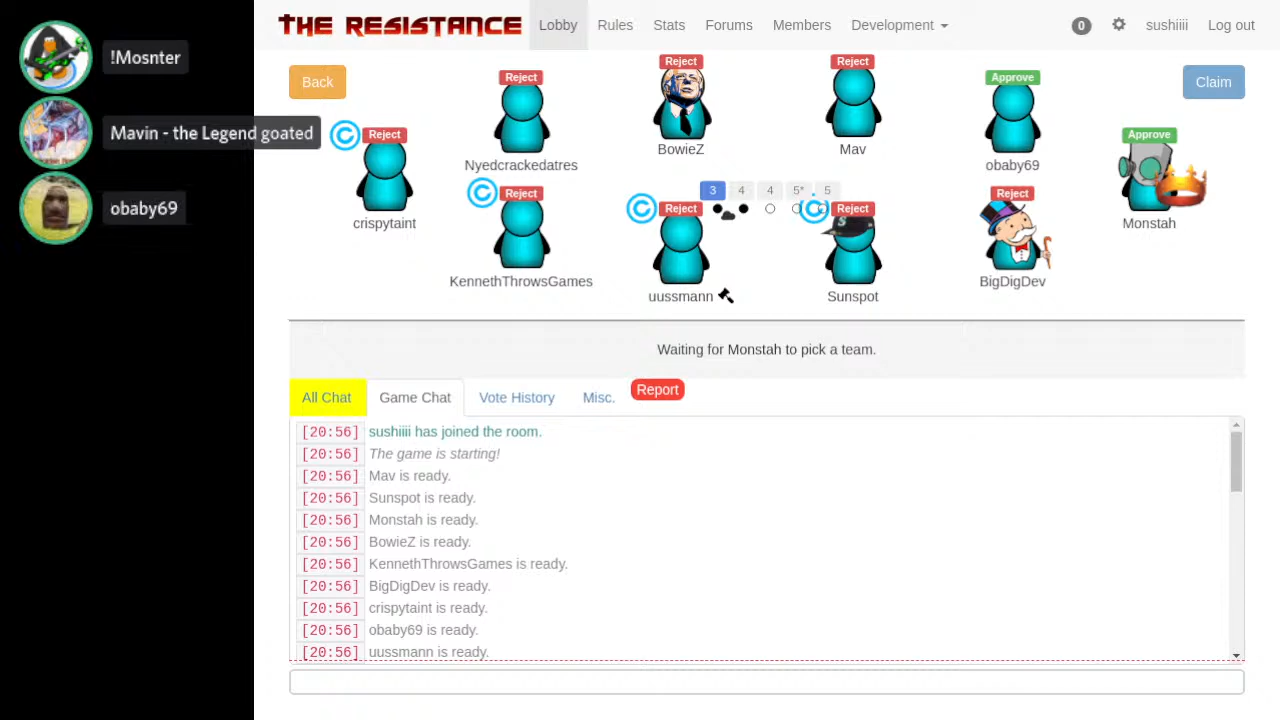 !Mosnter
Mavin - the Legend goated
obaby69
THE RESISTANCE
Lobby
Rules
Stats
Forums
Members
Development
0
sushiiii
Log out
Back
Claim
Reject
crispytaint
Reject
Nyedcrackedatres
Reject
BowieZ
Reject
Mav
Approve
obaby69
Approve
Monstah
Reject
KennethThrowsGames
Reject
uussmann
Reject
Sunspot
Reject
BigDigDev
3 4 4 5* 5
Waiting for Monstah to pick a team.
All Chat
Game Chat
Vote History
Misc.
Report
[20:56] sushiiii has joined the room.
[20:56] The game is starting!
[20:56] Mav is ready.
[20:56] Sunspot is ready.
[20:56] Monstah is ready.
[20:56] BowieZ is ready.
[20:56] KennethThrowsGames is ready.
[20:56] BigDigDev is ready.
[20:56] crispytaint is ready.
[20:56] obaby69 is ready.
[20:56] uussmann is ready.